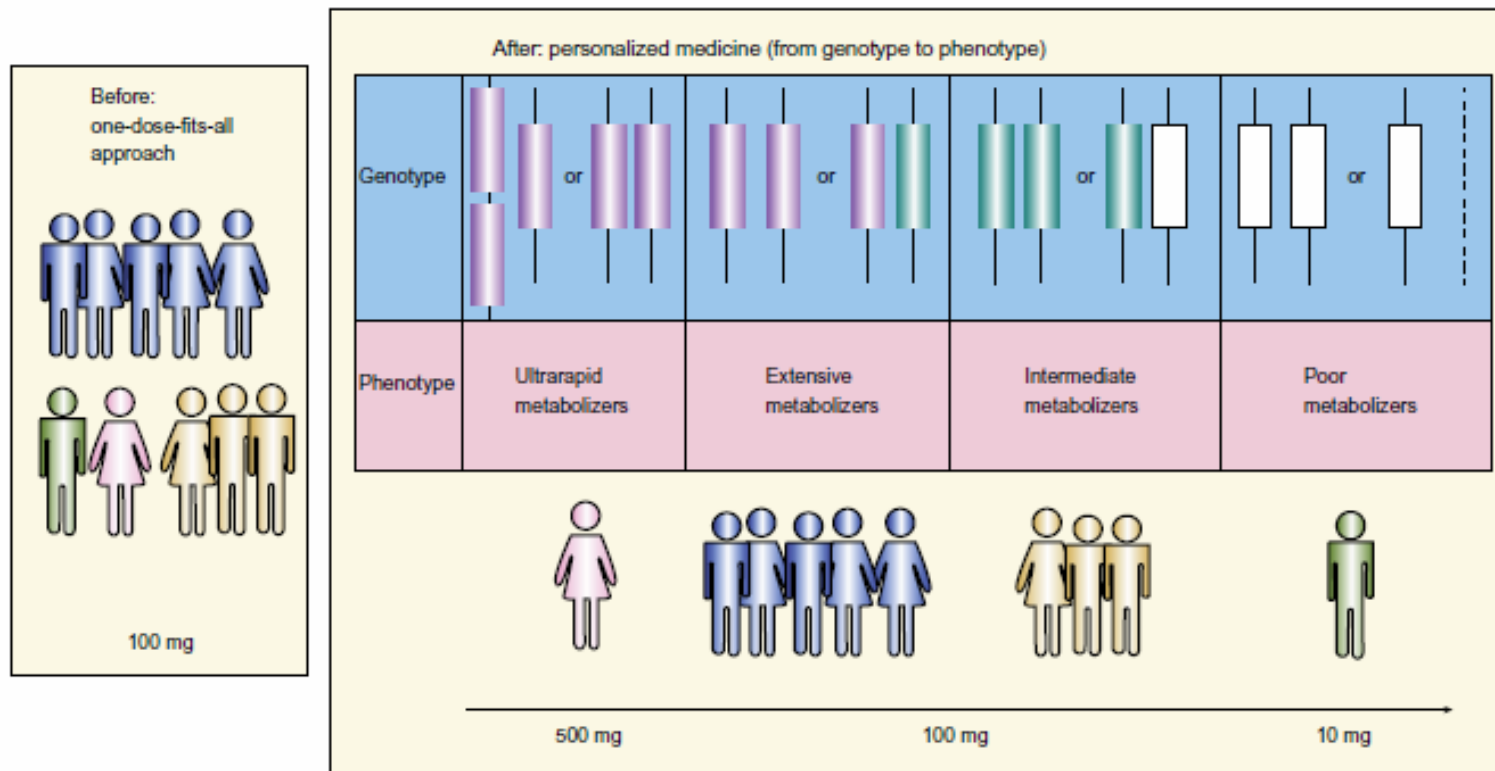 Before:
one-dose-fits-all
approach
100 mg
After: personalized medicine (from genotype to phenotype)
Genotype
or
or
or
or
Phenotype
Ultrarapid
metabolizers
Extensive
metabolizers
Intermediate
metabolizers
Poor
metabolizers
500 mg
100 mg
10 mg